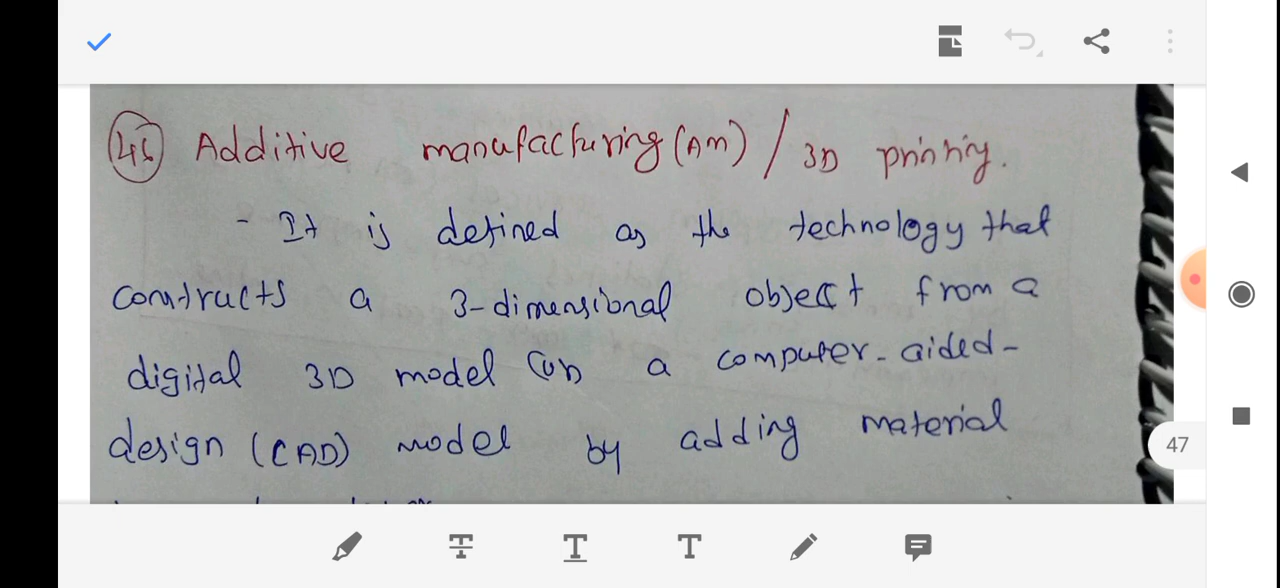 46 Additive manufacturing (AM) / 3D printing.
- It is defined as the technology that
constructs a 3-dimensional object from a
digital 3D model (or) a computer-aided-
design (CAD) model by adding material
47